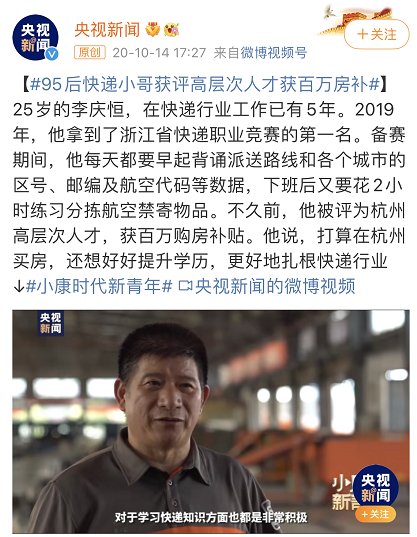 央视新闻
央视新闻
+关注
原创 20-10-14 17:27 来自微博视频号
【#95后快递小哥获评高层次人才获百万房补#】
25岁的李庆恒，在快递行业工作已有5年。2019
年，他拿到了浙江省快递职业竞赛的第一名。备赛
期间，他每天都要早起背诵派送路线和各个城市的
区号、邮编及航空代码等数据，下班后又要花2小
时练习分拣航空禁寄物品。不久前，他被评为杭州
高层次人才，获百万购房补贴。他说，打算在杭州
买房，还想好好提升学历，更好地扎根快递行业
↓#小康时代新青年# 央视新闻的微博视频
央视
新闻
小
新青
央视
新闻
+关注
对于学习快递知识方面也都是非常积极